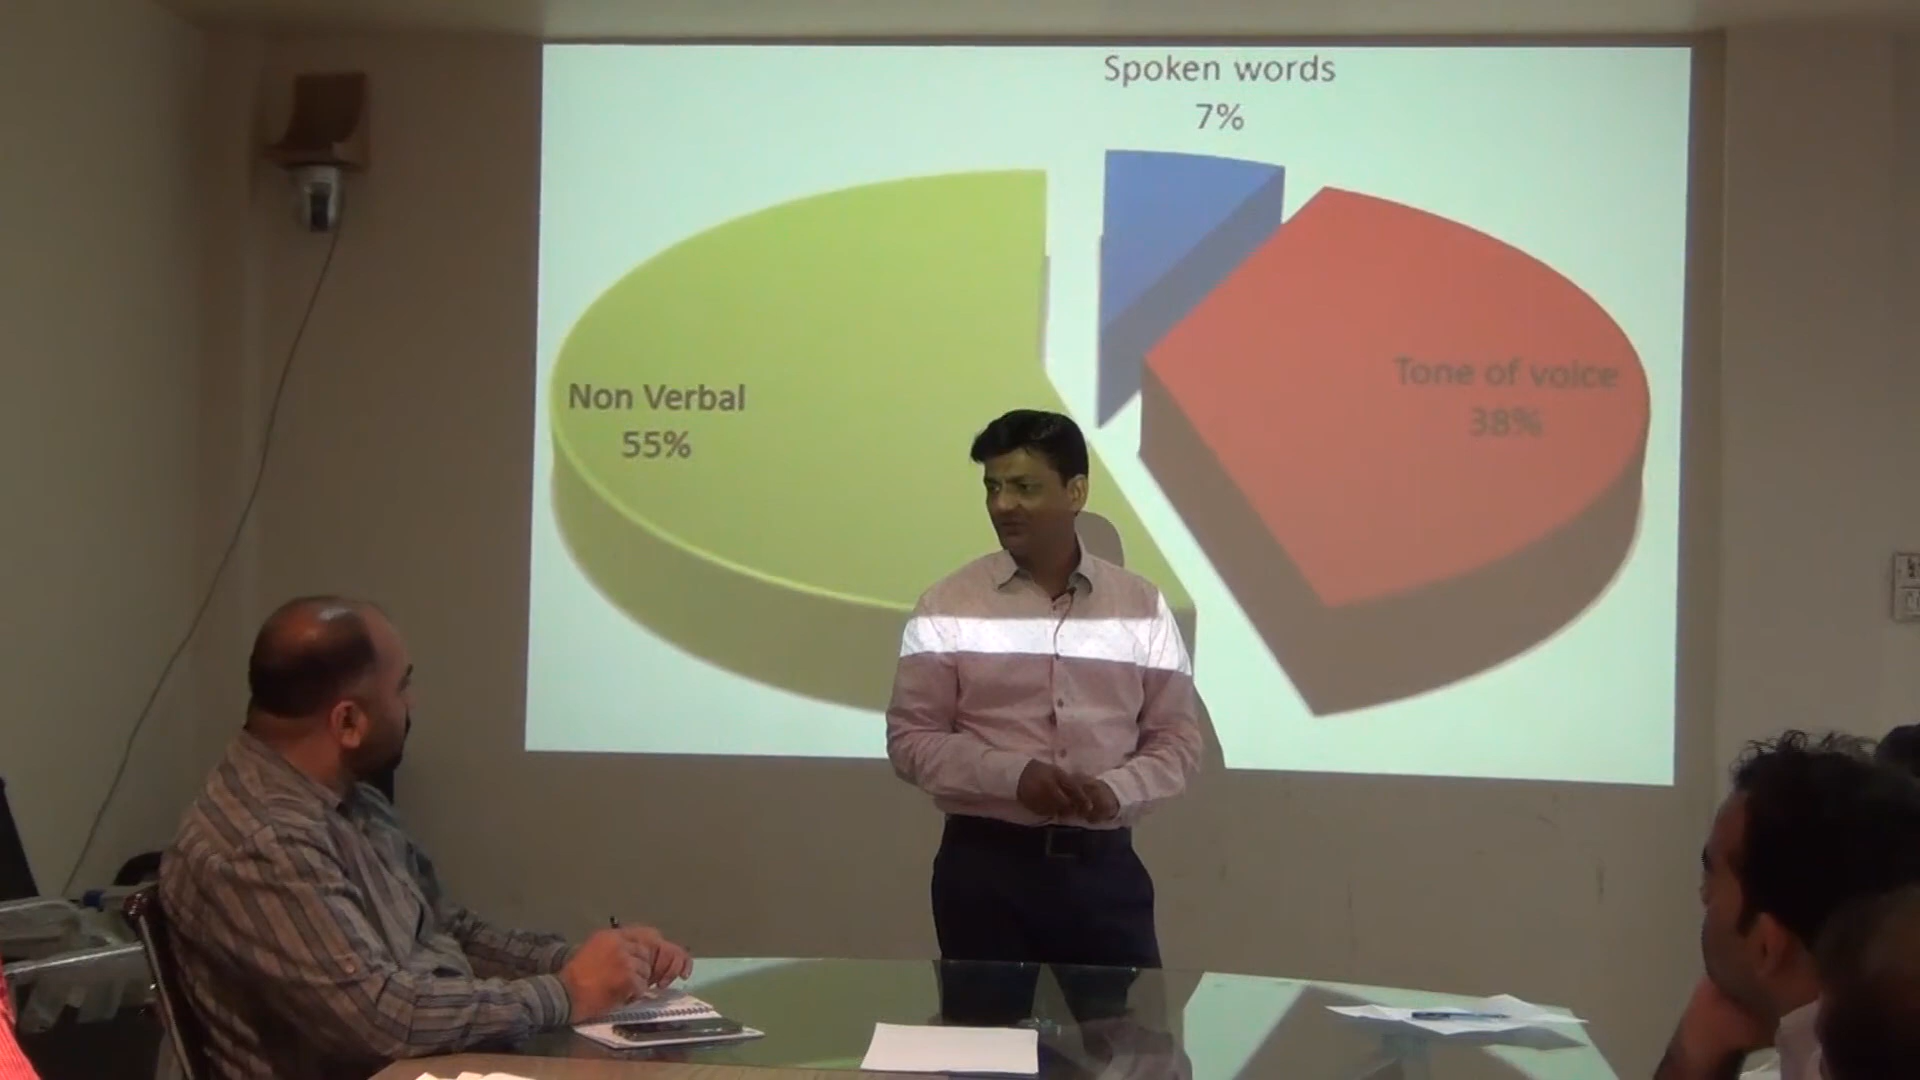 Spoken words
7%
Non Verbal
55%
Tone of voice
38%